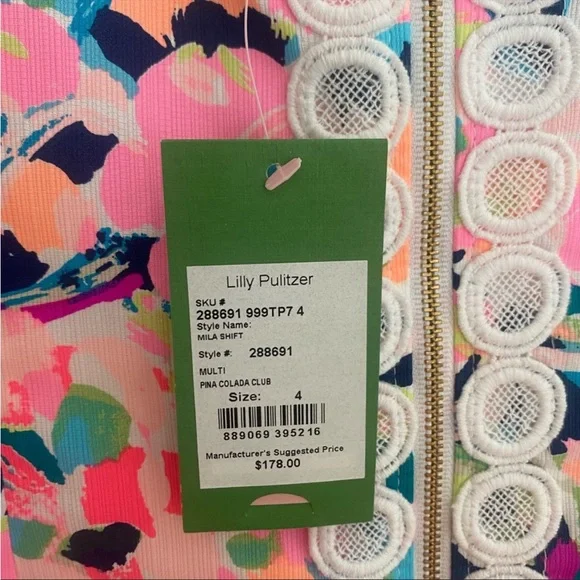 Lilly Pulitzer
SKU #
288691 999TP7 4
Style Name:
MILA SHIFT
Style #: 288691
MULTI
PINA COLADA CLUB
Size: 4
889069 395216
Manufacturer's Suggested Price
$178.00